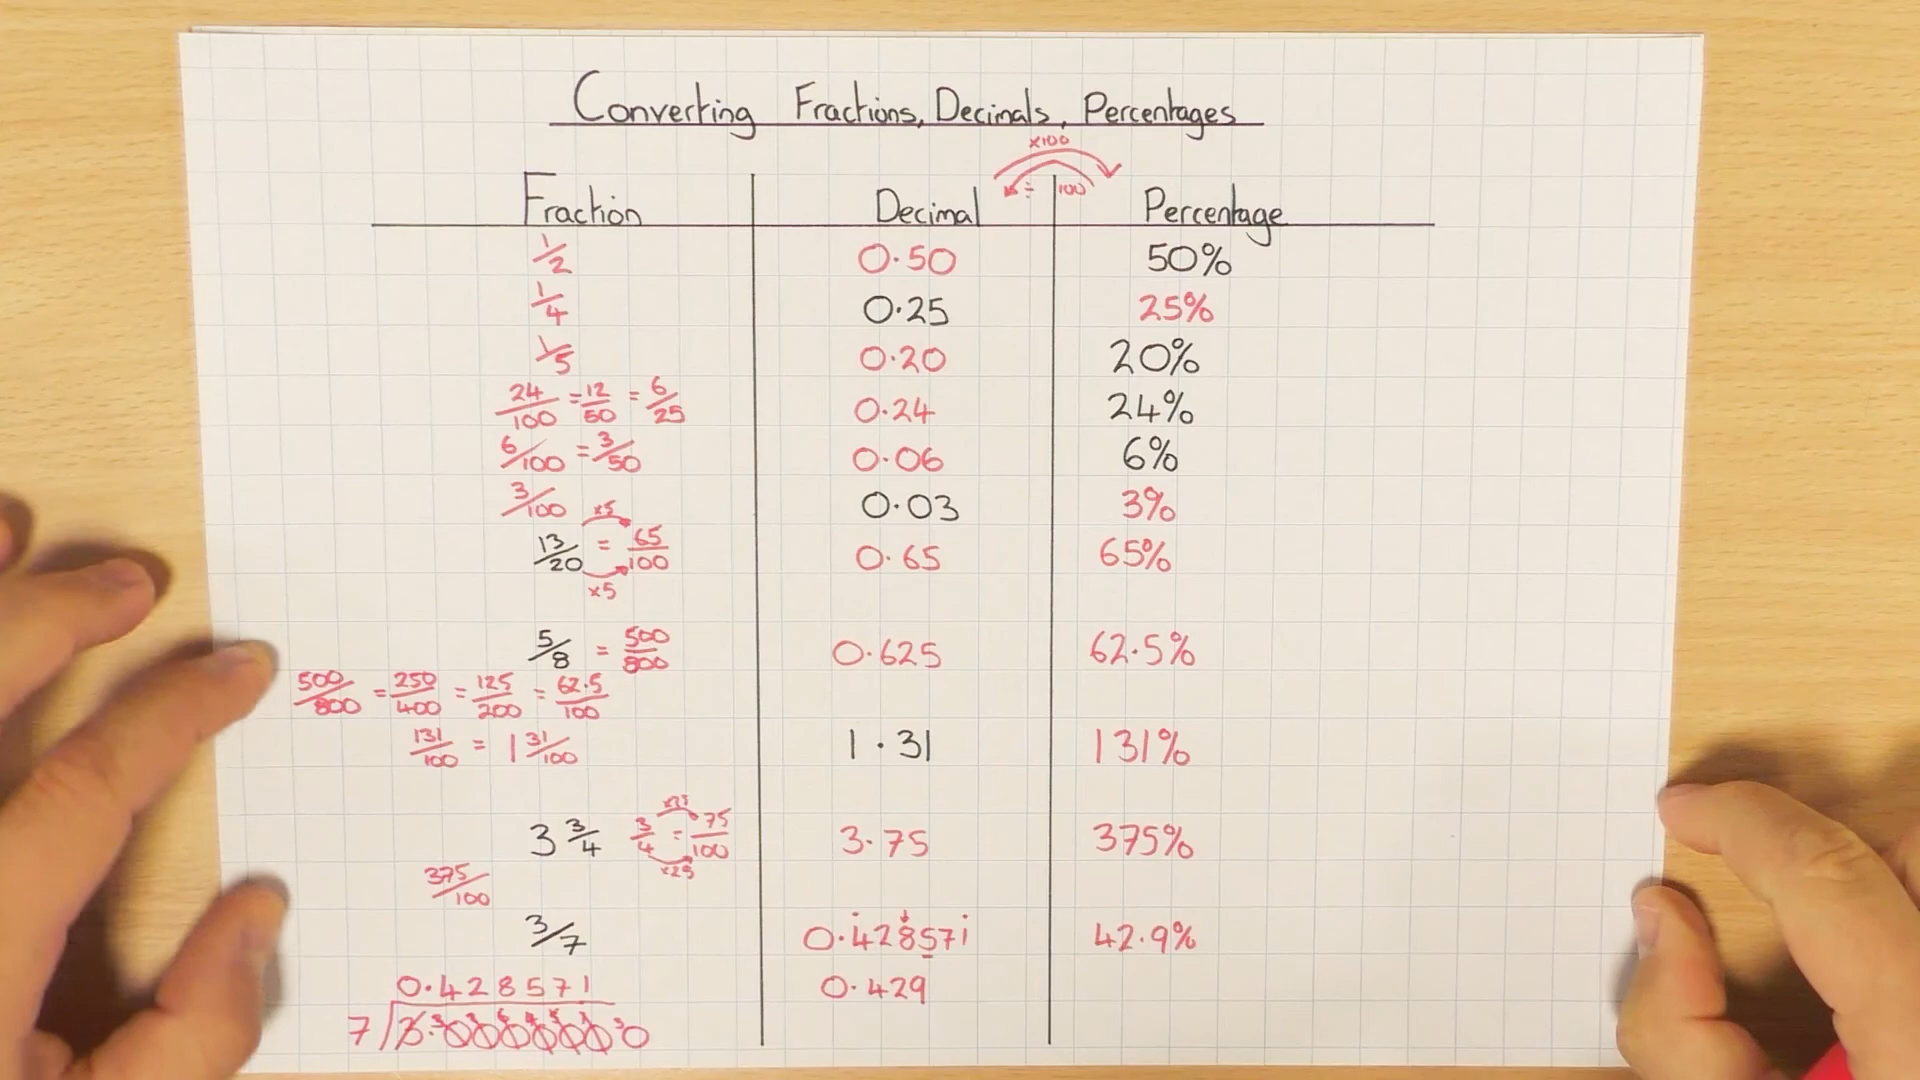 Converting Fractions, Decimals, Percentages
×100
÷ 100
Fraction Decimal Percentage
1/2 0.50 50%
1/4 0.25 25%
1/5 0.20 20%
24/100 = 12/50 = 6/25 0.24 24%
6/100 = 3/50 0.06 6%
3/100 0.03 3%
×5
13/20 = 65/100 0.65 65%
×5
5/8 = 500/800 0.625 62.5%
500/800 = 250/400 = 125/200 = 62.5/100
131/100 = 1 31/100 1.31 131%
×25
3 3/4 3/4 = 75/100 3.75 375%
×25
375/100
3/7 0.4̇28571̇ 42.9%
0.428571 0.429
7